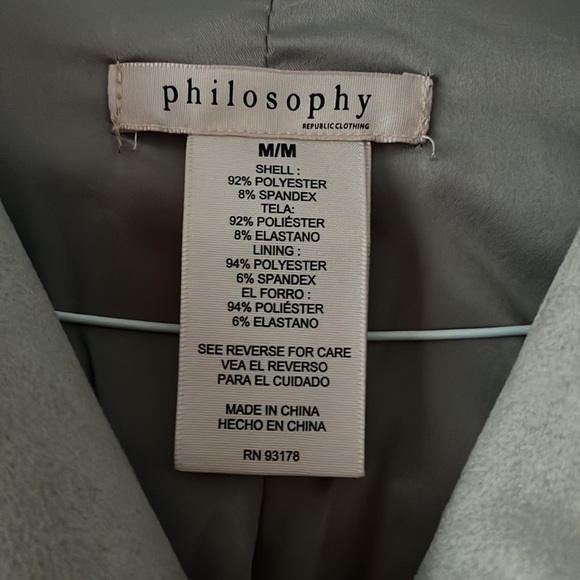 philosophy
REPUBLIC CLOTHING
M/M
SHELL :
92% POLYESTER
8% SPANDEX
TELA:
92% POLIÉSTER
8% ELASTANO
LINING :
94% POLYESTER
6% SPANDEX
EL FORRO :
94% POLIÉSTER
6% ELASTANO
SEE REVERSE FOR CARE
VEA EL REVERSO
PARA EL CUIDADO
MADE IN CHINA
HECHO EN CHINA
RN 93178